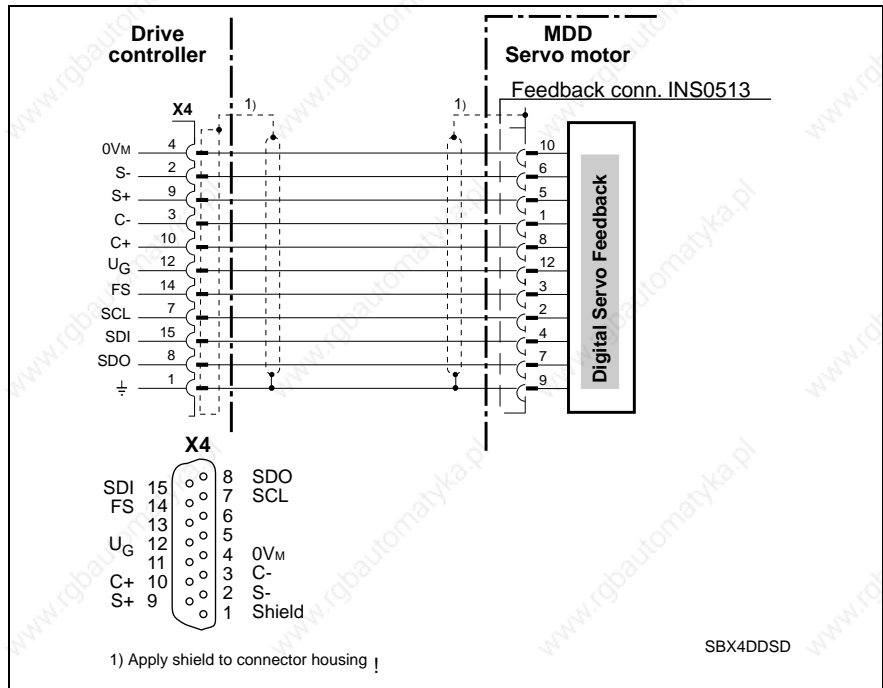 Drive
controller
MDD
Servo motor
Feedback conn. INS0513
X4
1)
1)
0VM 4 10
S- 2 6
S+ 9 5
C- 3 1
C+ 10 8
UG 12 12
FS 14 3
SCL 7 2
SDI 15 4
SDO 8 7
⏚ 1 9
Digital Servo Feedback
X4
8 SDO
SDI 15
7 SCL
FS 14
6
13
5
UG 12
4 0VM
11
3 C-
C+ 10
2 S-
S+ 9
1 Shield
1) Apply shield to connector housing !
SBX4DDSD
www.rgbautomatyka.pl